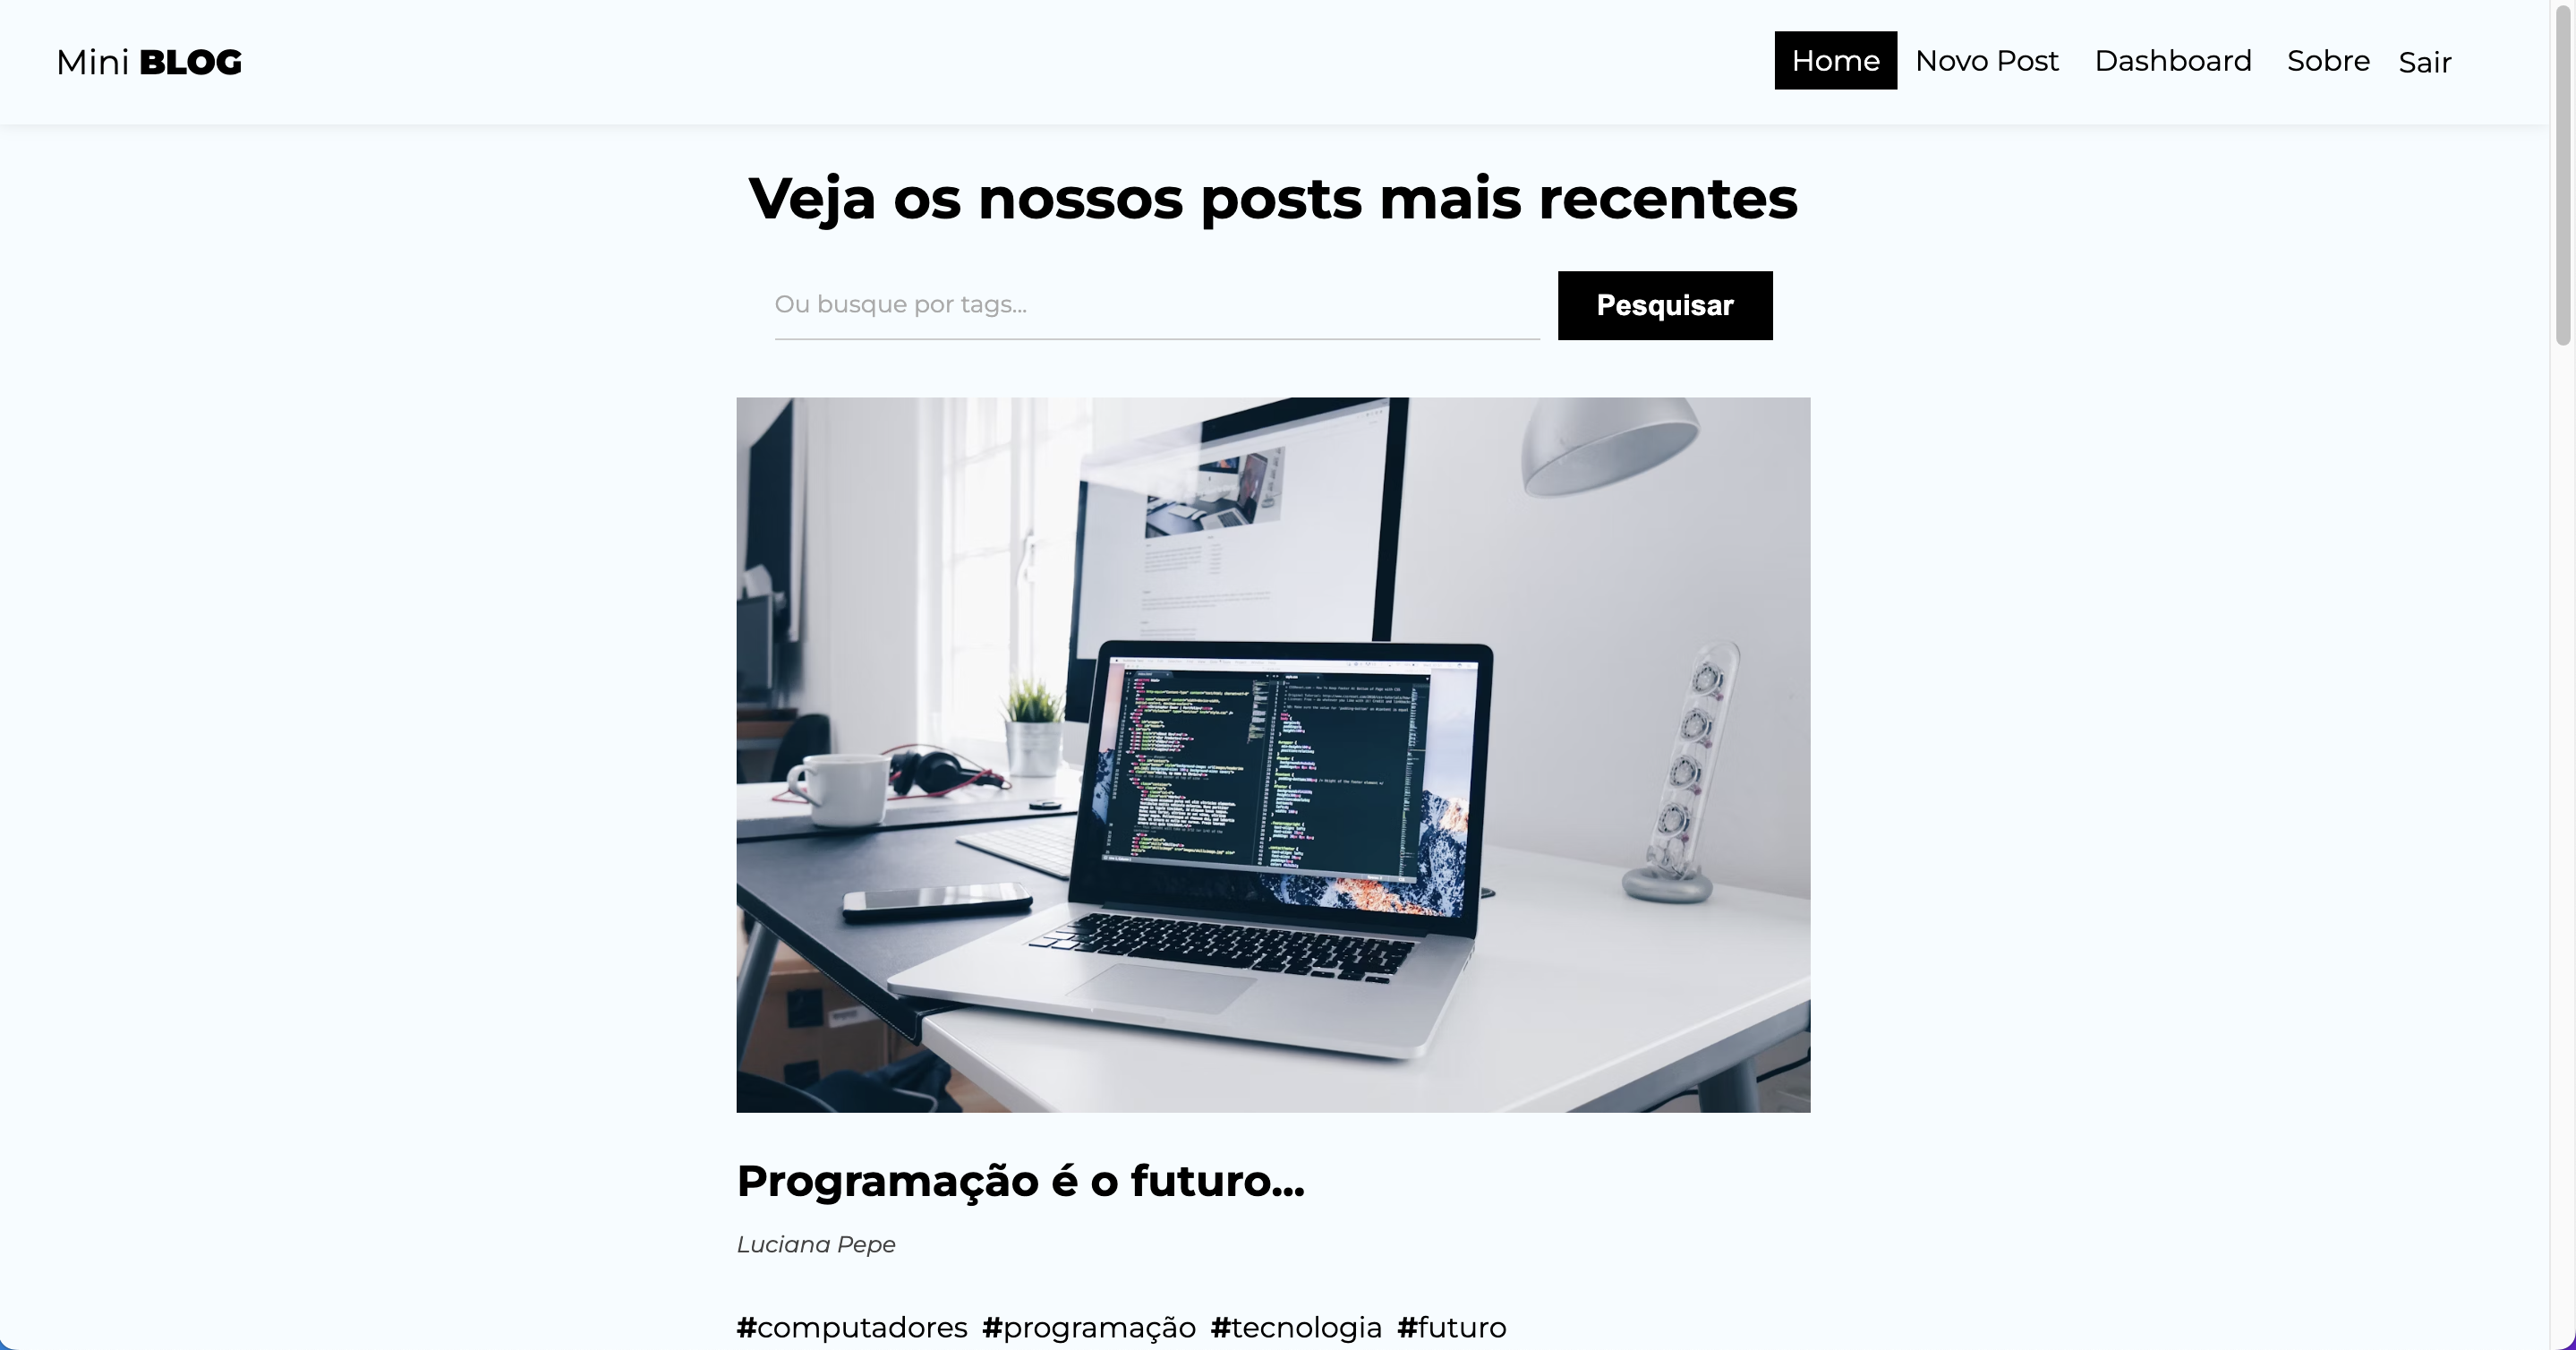 Mini BLOG
Home Novo Post Dashboard Sobre Sair
Veja os nossos posts mais recentes
Ou busque por tags...
Pesquisar
Programação é o futuro...
Luciana Pepe
#computadores #programação #tecnologia #futuro